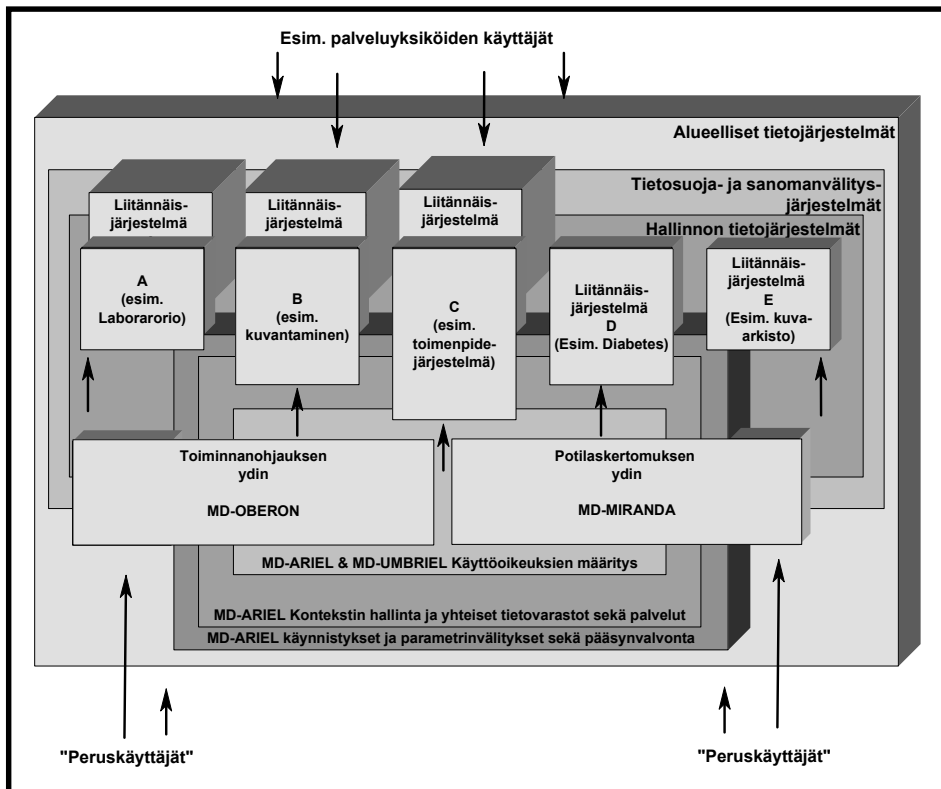 Esim. palveluyksiköiden käyttäjät
Alueelliset tietojärjestelmät
Tietosuoja- ja sanomanvälitys-
järjestelmät
Hallinnon tietojärjestelmät
Liitännäis-
järjestelmä
A
(esim.
Laborarorio)
Liitännäis-
järjestelmä
B
(esim.
kuvantaminen)
Liitännäis-
järjestelmä
C
(esim.
toimenpide-
järjestelmä)
Liitännäis-
järjestelmä
D
(Esim. Diabetes)
Liitännäis-
järjestelmä
E
(Esim. kuva-
arkisto)
Toiminnanohjauksen
ydin
MD-OBERON
Potilaskertomuksen
ydin
MD-MIRANDA
MD-ARIEL & MD-UMBRIEL Käyttöoikeuksien määritys
MD-ARIEL Kontekstin hallinta ja yhteiset tietovarastot sekä palvelut
MD-ARIEL käynnistykset ja parametrinvälitykset sekä pääsynvalvonta
"Peruskäyttäjät"
"Peruskäyttäjät"